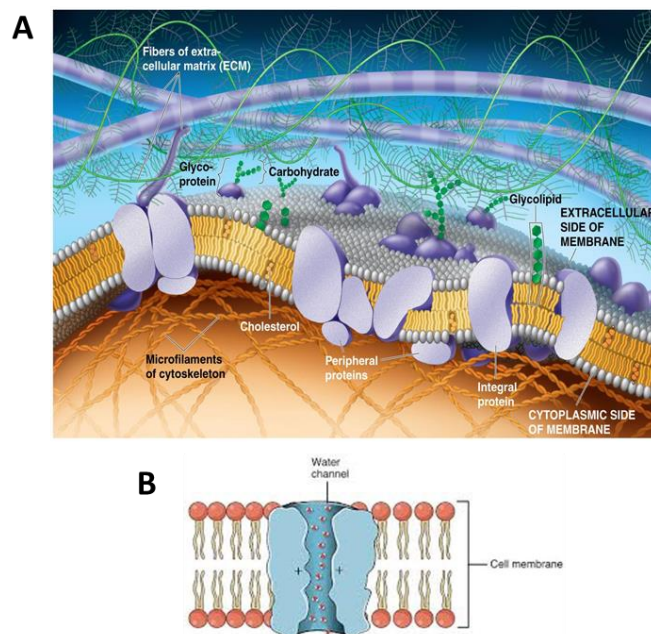 A
Fibers of extra-
cellular matrix (ECM)
Glyco-
protein
Carbohydrate
Glycolipid
EXTRACELLULAR
SIDE OF
MEMBRANE
Cholesterol
Microfilaments
of cytoskeleton
Peripheral
proteins
Integral
protein
CYTOPLASMIC SIDE
OF MEMBRANE
B
Water
channel
+ +
Cell membrane